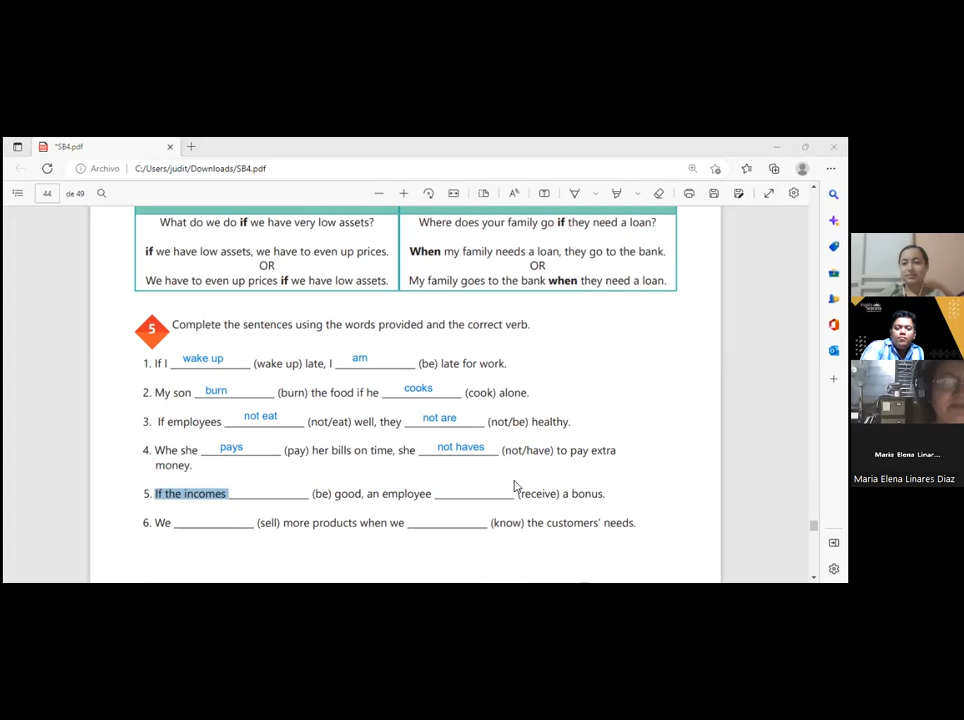 *SB4.pdf
Archivo
C:/Users/judit/Downloads/SB4.pdf
44
de 49
What do we do if we have very low assets?
if we have low assets, we have to even up prices.
OR
We have to even up prices if we have low assets.
Where does your family go if they need a loan?
When my family needs a loan, they go to the bank.
OR
My family goes to the bank when they need a loan.
5 Complete the sentences using the words provided and the correct verb.
1. If I wake up (wake up) late, I am (be) late for work.
2. My son burn (burn) the food if he cooks (cook) alone.
3. If employees not eat (not/eat) well, they not are (not/be) healthy.
4. Whe she pays (pay) her bills on time, she not haves (not/have) to pay extra
money.
5. If the incomes ______ (be) good, an employee ______ (receive) a bonus.
6. We ______ (sell) more products when we ______ (know) the customers' needs.
Maria Elena Linar...
Maria Elena Linares Diaz